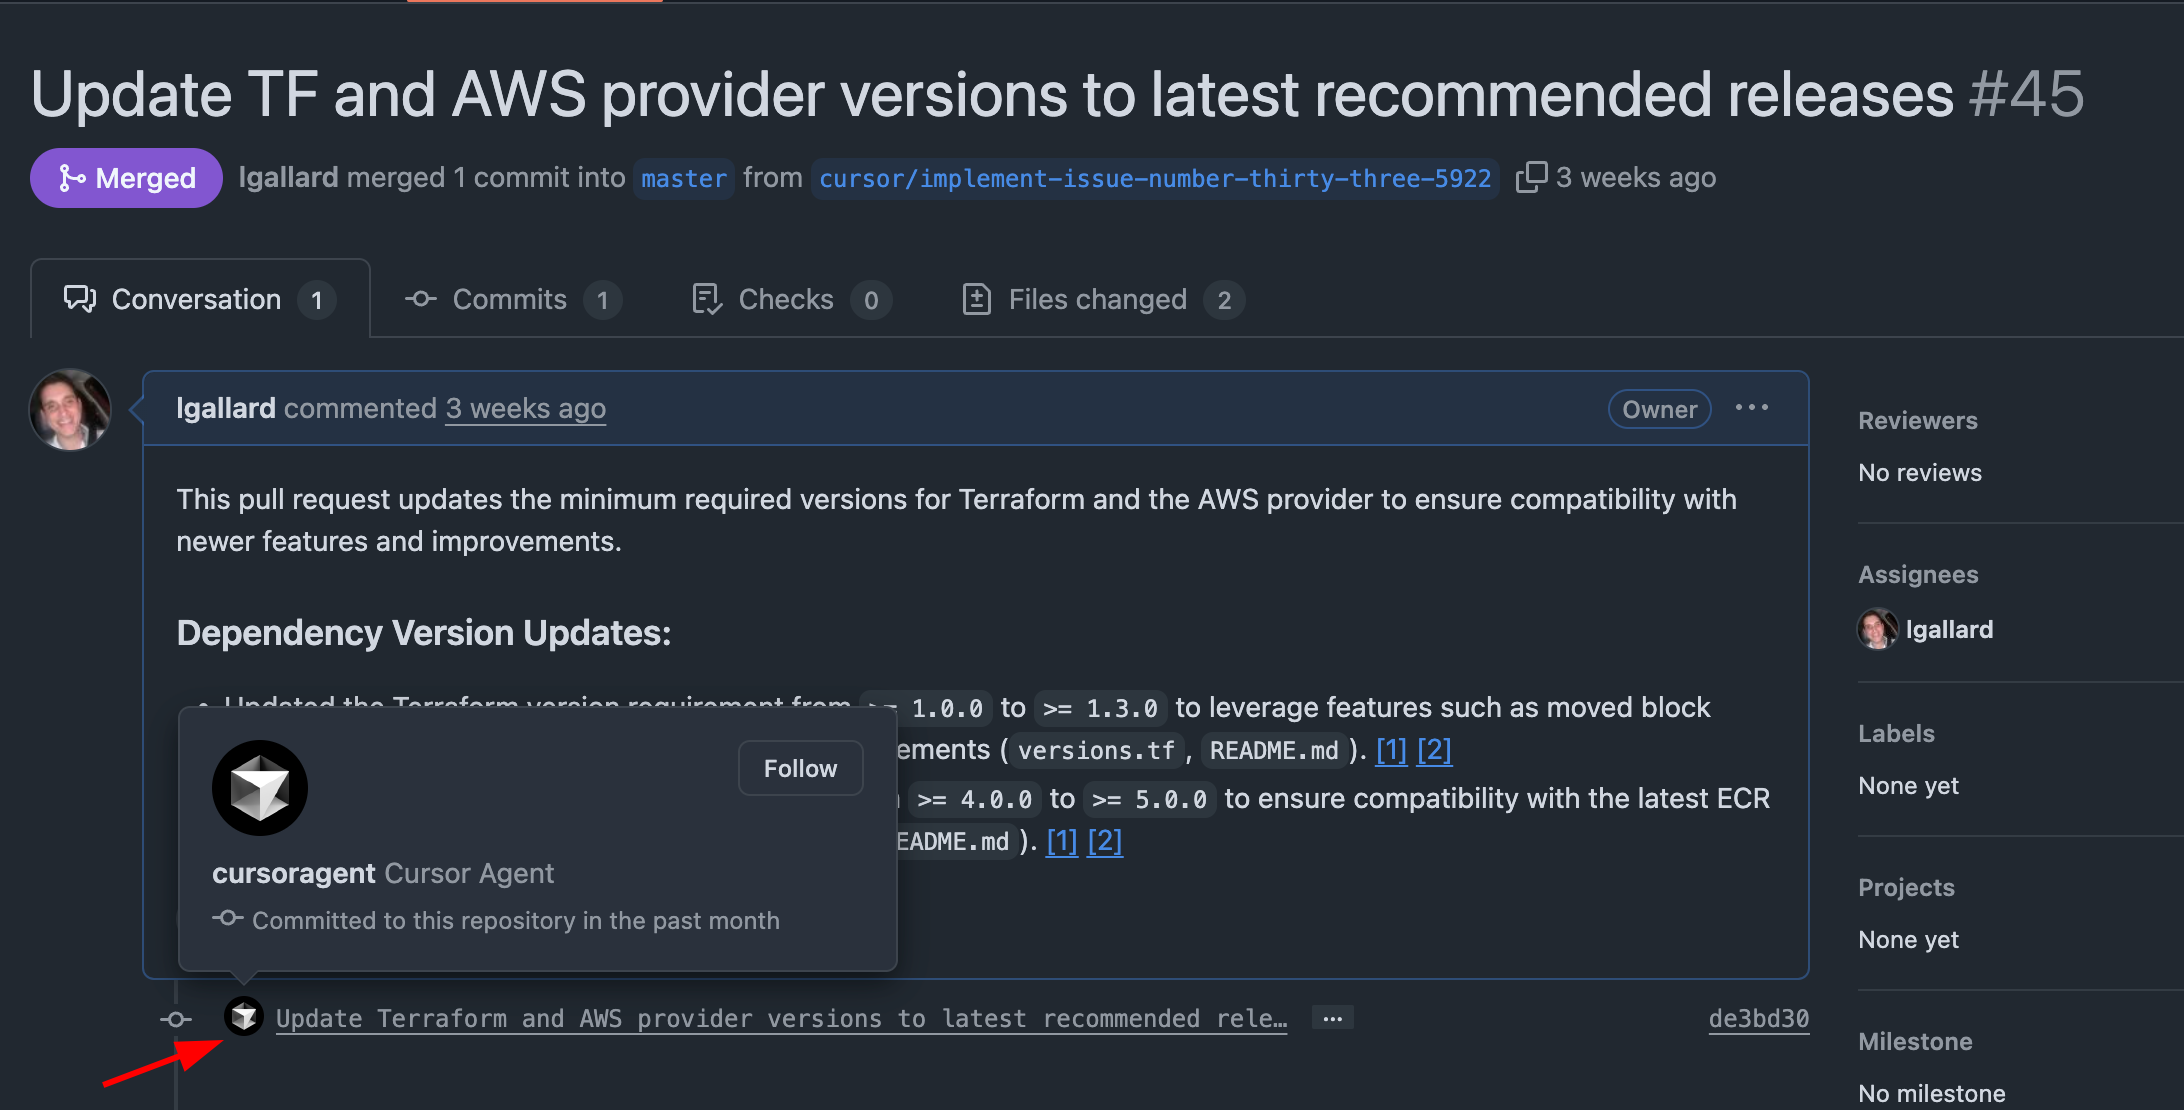 Update TF and AWS provider versions to latest recommended releases #45
Merged lgallard merged 1 commit into master from cursor/implement-issue-number-thirty-three-5922 3 weeks ago
Conversation 1 Commits 1 Checks 0 Files changed 2
lgallard commented 3 weeks ago Owner ...
This pull request updates the minimum required versions for Terraform and the AWS provider to ensure compatibility with
newer features and improvements.
Dependency Version Updates:
Updated the Terraform version requirement from >= 1.0.0 to >= 1.3.0 to leverage features such as moved block
ements (versions.tf, README.md). [1] [2]
>= 4.0.0 to >= 5.0.0 to ensure compatibility with the latest ECR
EADME.md). [1] [2]
Follow
cursoragent Cursor Agent
Committed to this repository in the past month
Update Terraform and AWS provider versions to latest recommended rele… ... de3bd30
Reviewers
No reviews
Assignees
lgallard
Labels
None yet
Projects
None yet
Milestone
No milestone